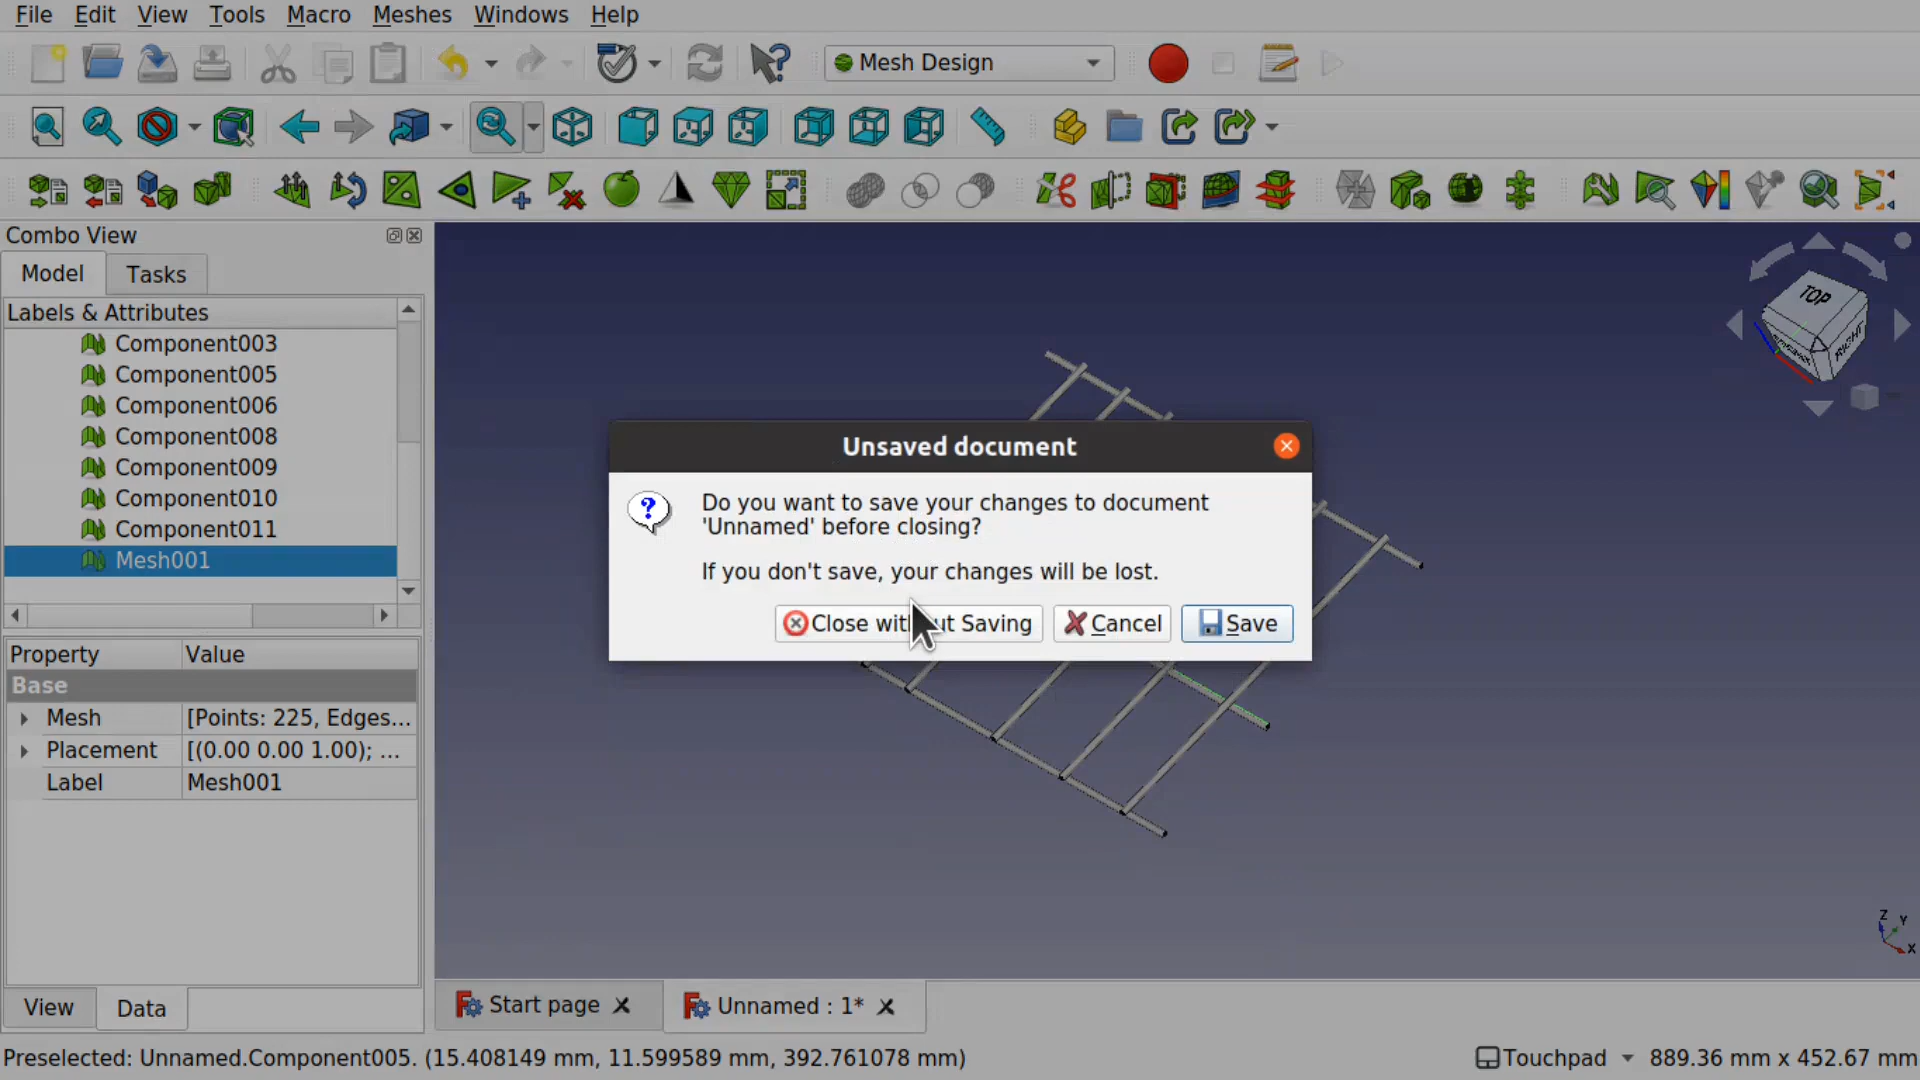 File Edit View Tools Macro Meshes Windows Help
Mesh Design
Combo View
Model Tasks
Labels & Attributes
Component003
Component005
Component006
Component008
Component009
Component010
Component011
Mesh001
Property Value
Base
Mesh [Points: 225, Edges...
Placement [(0.00 0.00 1.00); ...
Label Mesh001
View Data
TOP
RIGHT
Unsaved document
Do you want to save your changes to document
'Unnamed' before closing?
If you don't save, your changes will be lost.
Close without Saving Cancel Save
Z Y
X
Start page Unnamed : 1*
Preselected: Unnamed.Component005. (15.408149 mm, 11.599589 mm, 392.761078 mm) Touchpad 889.36 mm x 452.67 mm